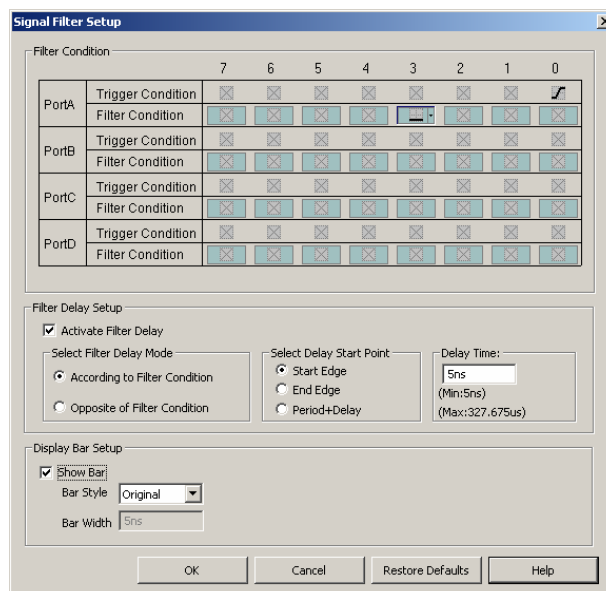 Signal Filter Setup
Filter Condition
7 6 5 4 3 2 1 0
PortA
Trigger Condition
Filter Condition
PortB
Trigger Condition
Filter Condition
PortC
Trigger Condition
Filter Condition
PortD
Trigger Condition
Filter Condition
Filter Delay Setup
Activate Filter Delay
Select Filter Delay Mode
According to Filter Condition
Opposite of Filter Condition
Select Delay Start Point
Start Edge
End Edge
Period+Delay
Delay Time:
5ns
(Min:5ns)
(Max:327.675us)
Display Bar Setup
Show Bar
Bar Style Original
Bar Width 5ns
OK Cancel Restore Defaults Help